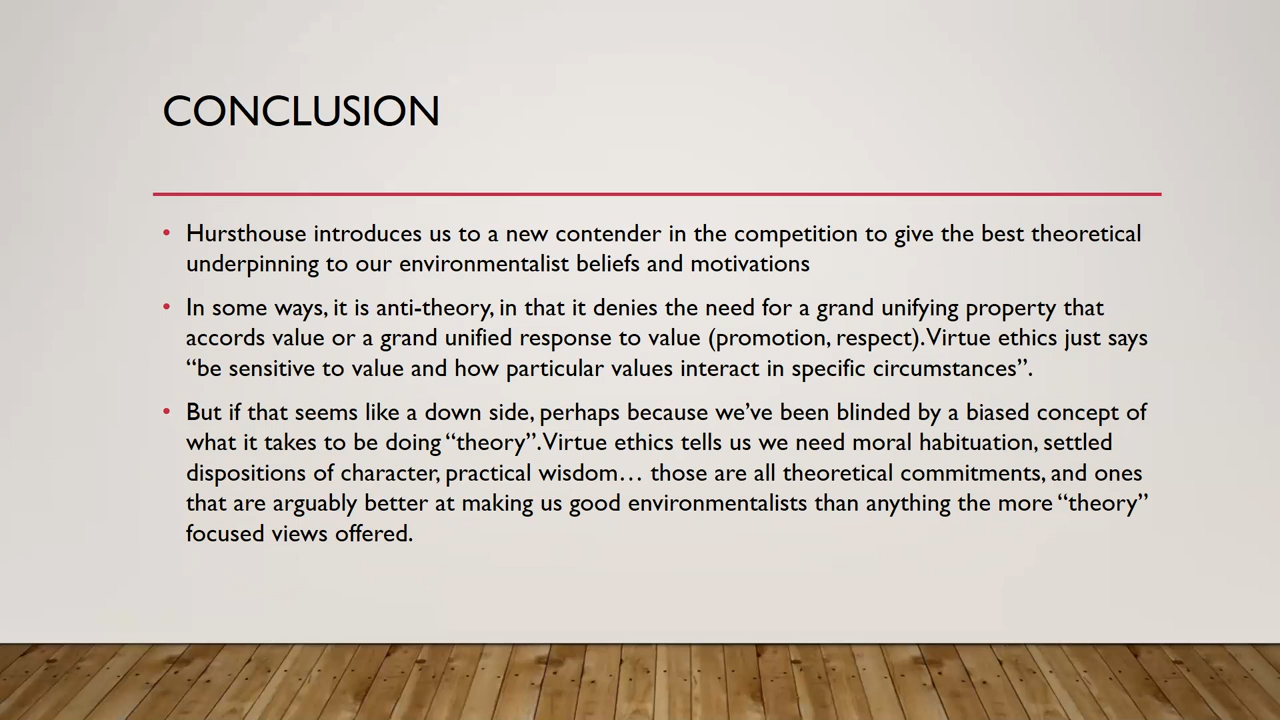 CONCLUSION
• Hursthouse introduces us to a new contender in the competition to give the best theoretical
underpinning to our environmentalist beliefs and motivations
• In some ways, it is anti-theory, in that it denies the need for a grand unifying property that
accords value or a grand unified response to value (promotion, respect). Virtue ethics just says
“be sensitive to value and how particular values interact in specific circumstances”.
• But if that seems like a down side, perhaps because we’ve been blinded by a biased concept of
what it takes to be doing “theory”. Virtue ethics tells us we need moral habituation, settled
dispositions of character, practical wisdom… those are all theoretical commitments, and ones
that are arguably better at making us good environmentalists than anything the more “theory”
focused views offered.